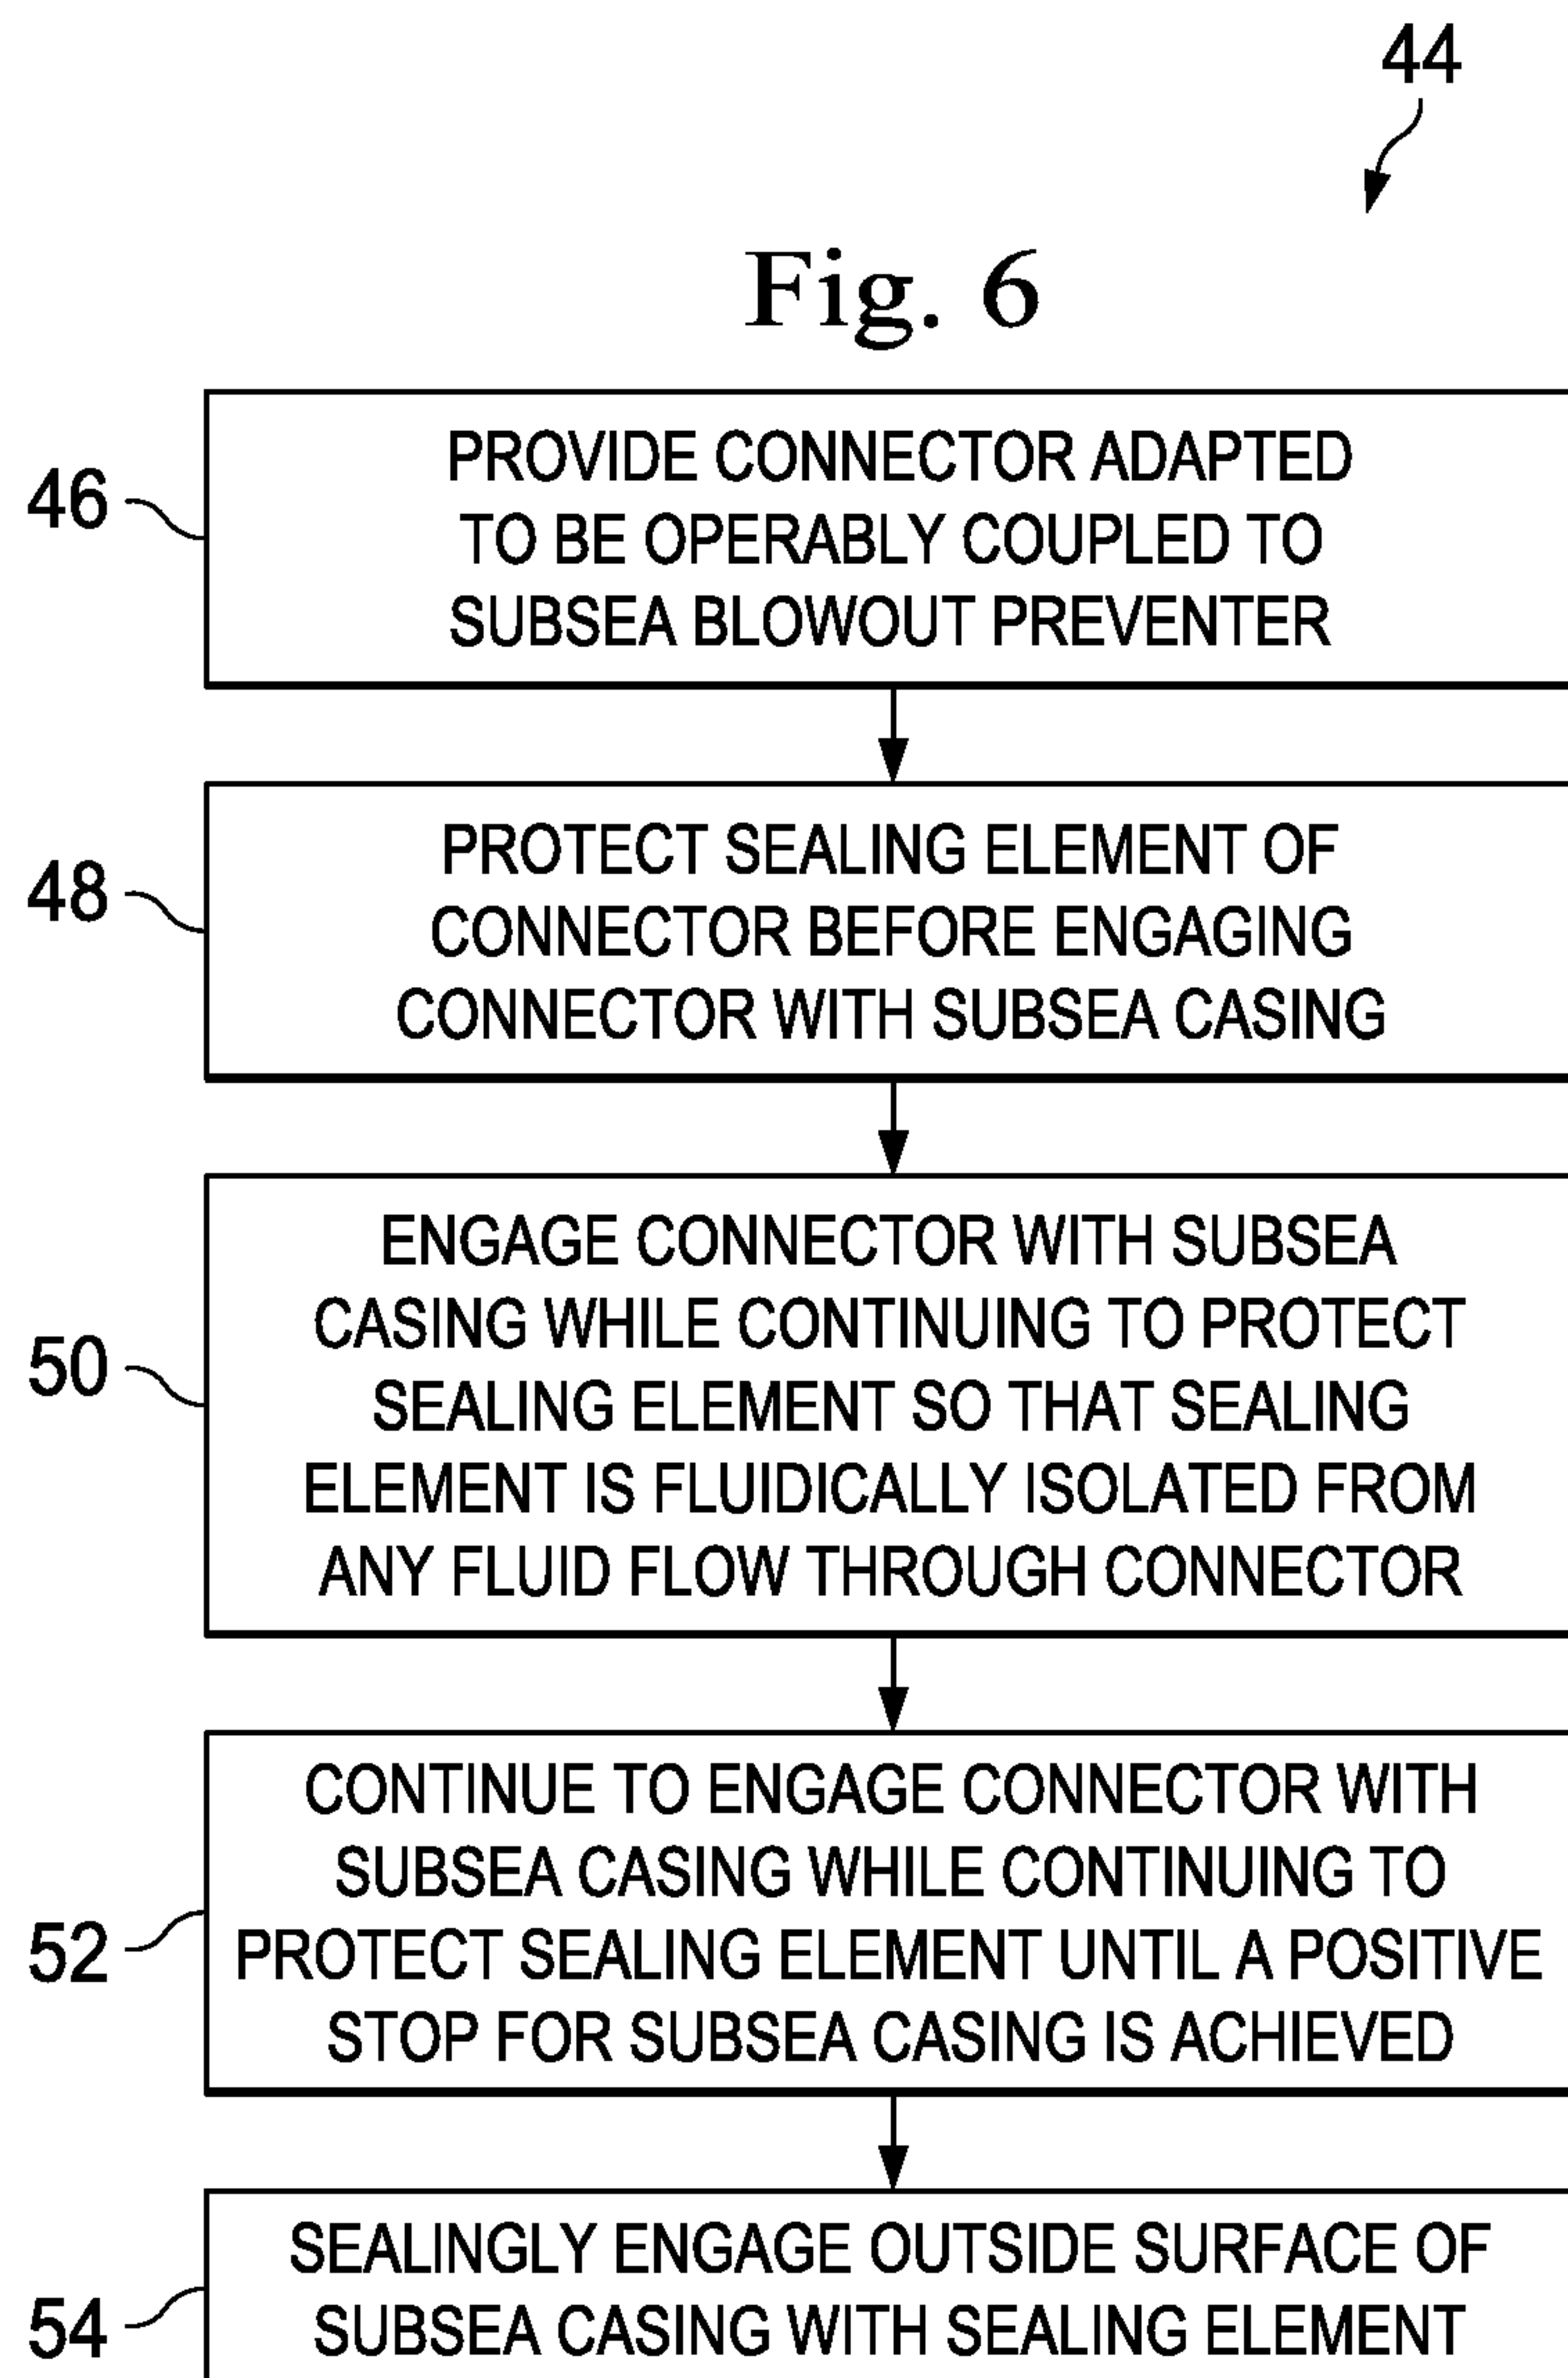 44
Fig. 6
46
PROVIDE CONNECTOR ADAPTED
TO BE OPERABLY COUPLED TO
SUBSEA BLOWOUT PREVENTER
48
PROTECT SEALING ELEMENT OF
CONNECTOR BEFORE ENGAGING
CONNECTOR WITH SUBSEA CASING
50
ENGAGE CONNECTOR WITH SUBSEA
CASING WHILE CONTINUING TO PROTECT
SEALING ELEMENT SO THAT SEALING
ELEMENT IS FLUIDICALLY ISOLATED FROM
ANY FLUID FLOW THROUGH CONNECTOR
52
CONTINUE TO ENGAGE CONNECTOR WITH
SUBSEA CASING WHILE CONTINUING TO
PROTECT SEALING ELEMENT UNTIL A POSITIVE
STOP FOR SUBSEA CASING IS ACHIEVED
54
SEALINGLY ENGAGE OUTSIDE SURFACE OF
SUBSEA CASING WITH SEALING ELEMENT